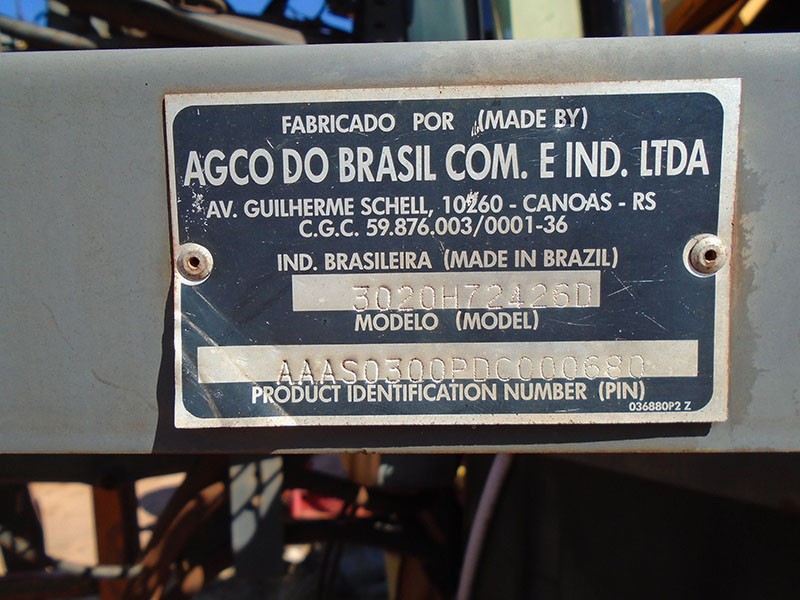 FABRICADO POR (MADE BY)
AGCO DO BRASIL COM. E IND. LTDA
AV. GUILHERME SCHELL, 10260 - CANOAS - RS
C.G.C. 59.876.003/0001-36
IND. BRASILEIRA (MADE IN BRAZIL)
3020H72426D
MODELO (MODEL)
AAAS0300PDC000680
PRODUCT IDENTIFICATION NUMBER (PIN)
036880P2 Z